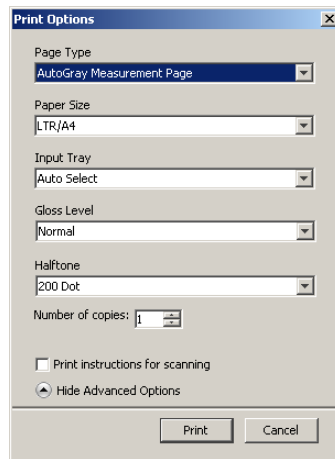 Print Options
Page Type
AutoGray Measurement Page
Paper Size
LTR/A4
Input Tray
Auto Select
Gloss Level
Normal
Halftone
200 Dot
Number of copies: 1
Print instructions for scanning
Hide Advanced Options
Print Cancel